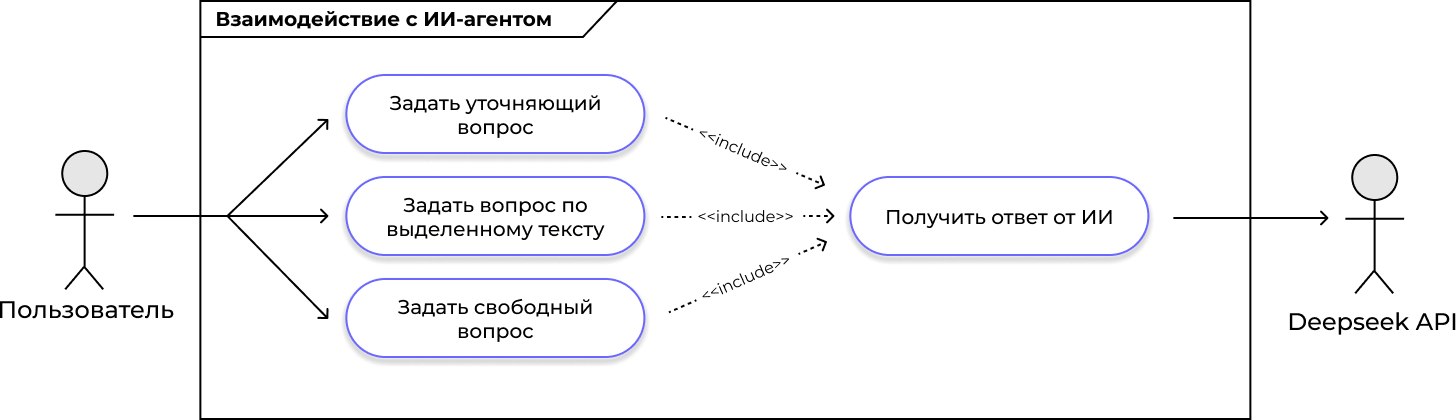 Взаимодействие с ИИ-агентом
Задать уточняющий
вопрос
<<include>>
Задать вопрос по
выделенному тексту
<<include>>
Получить ответ от ИИ
Задать свободный
вопрос
<<include>>
Пользователь
Deepseek API